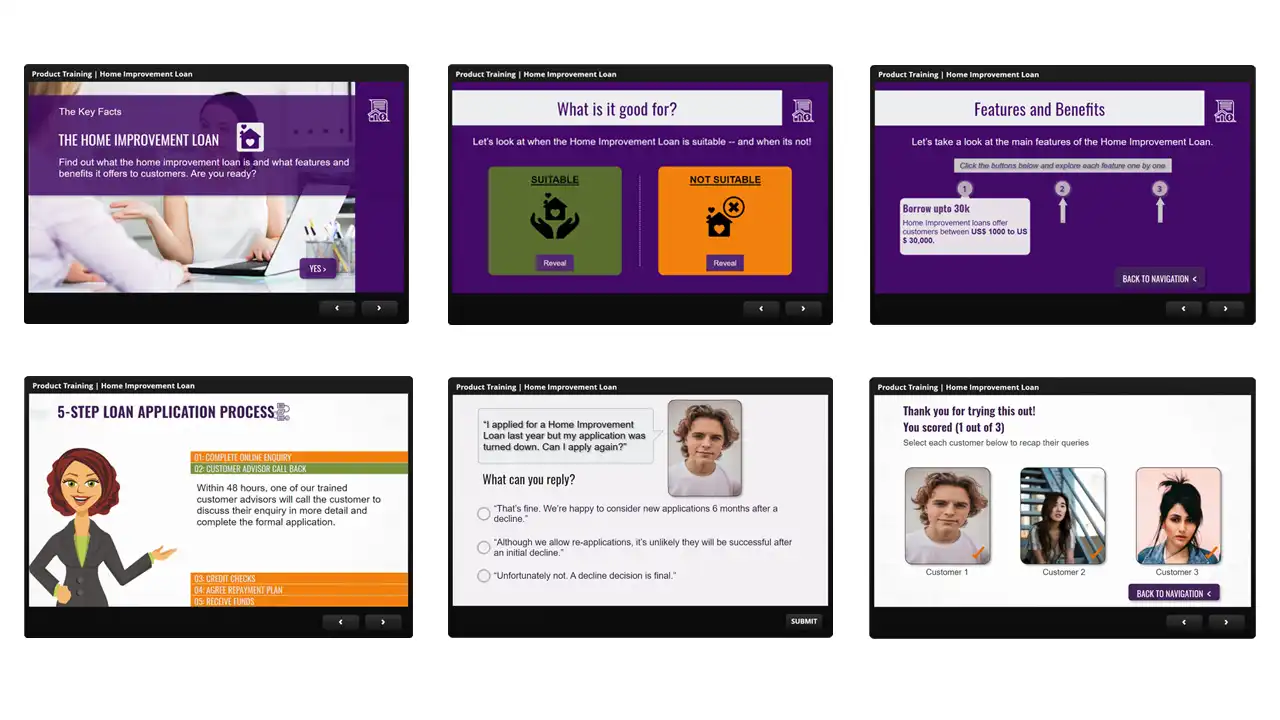 Product Training | Home Improvement Loan
The Key Facts
THE HOME IMPROVEMENT LOAN
Find out what the home improvement loan is and what features and
benefits it offers to customers. Are you ready?
YES >
Product Training | Home Improvement Loan
What is it good for?
Let's look at when the Home Improvement Loan is suitable -- and when its not!
SUITABLE
Reveal
NOT SUITABLE
Reveal
Product Training | Home Improvement Loan
Features and Benefits
Let's take a look at the main features of the Home Improvement Loan.
Click the buttons below and explore each feature one by one.
1
2
3
Borrow upto 30k
Home Improvement loans offer
customers between US$ 1000 to US
$ 30,000.
BACK TO NAVIGATION <
Product Training | Home Improvement Loan
5-STEP LOAN APPLICATION PROCESS
01: COMPLETE ONLINE ENQUIRY
02: CUSTOMER ADVISOR CALL BACK
Within 48 hours, one of our trained
customer advisors will call the customer to
discuss their enquiry in more detail and
complete the formal application.
03: CREDIT CHECKS
04: AGREE REPAYMENT PLAN
05: RECEIVE FUNDS
Product Training | Home Improvement Loan
“I applied for a Home Improvement
Loan last year but my application was
turned down. Can I apply again?”
What can you reply?
“That's fine. We're happy to consider new applications 6 months after a
decline.”
“Although we allow re-applications, it's unlikely they will be successful after
an initial decline.”
“Unfortunately not. A decline decision is final.”
SUBMIT
Product Training | Home Improvement Loan
Thank you for trying this out!
You scored (1 out of 3)
Select each customer below to recap their queries
Customer 1
Customer 2
Customer 3
BACK TO NAVIGATION <